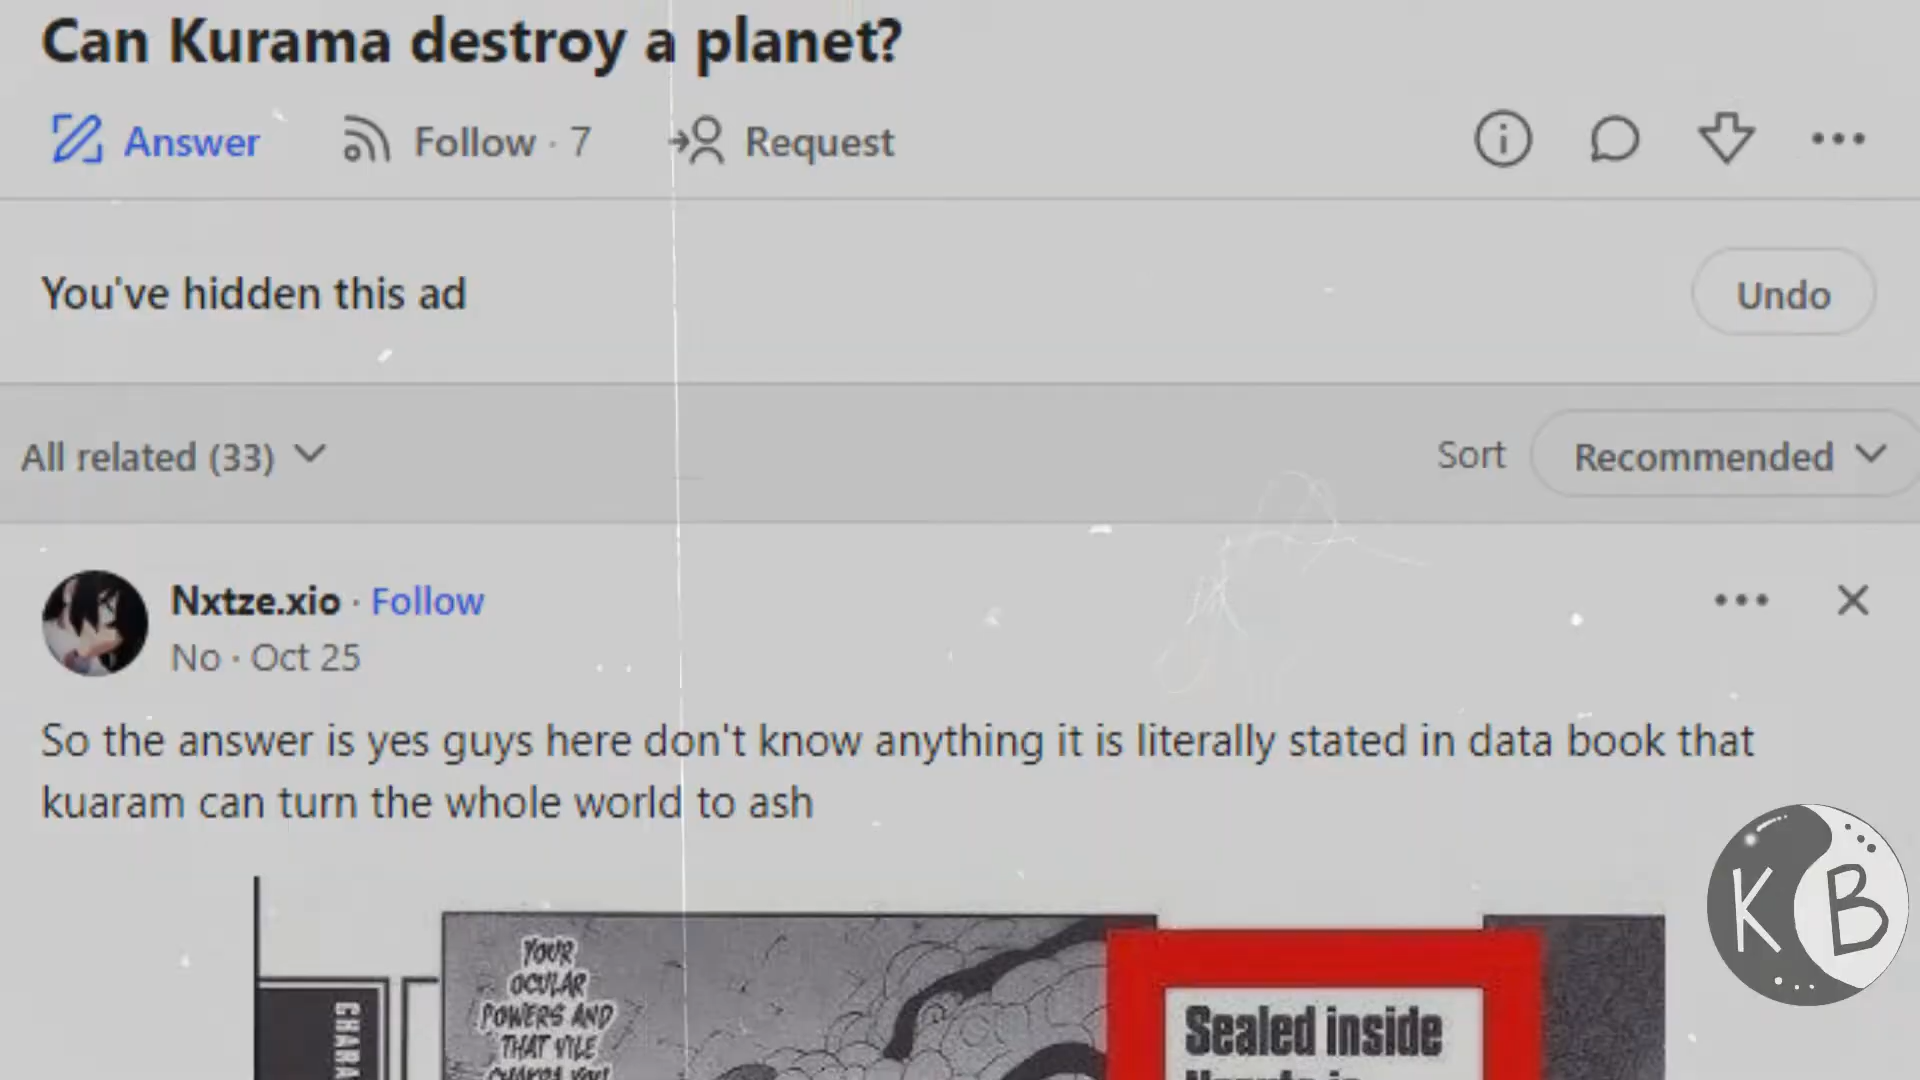 Can Kurama destroy a planet?
Answer
Follow · 7
Request
You've hidden this ad
Undo
All related (33)
Sort
Recommended
Nxtze.xio · Follow
No · Oct 25
So the answer is yes guys here don't know anything it is literally stated in data book that
kuaram can turn the whole world to ash
YOUR
OCULAR
POWERS AND
THAT VILE
CHARA
Sealed inside
K B